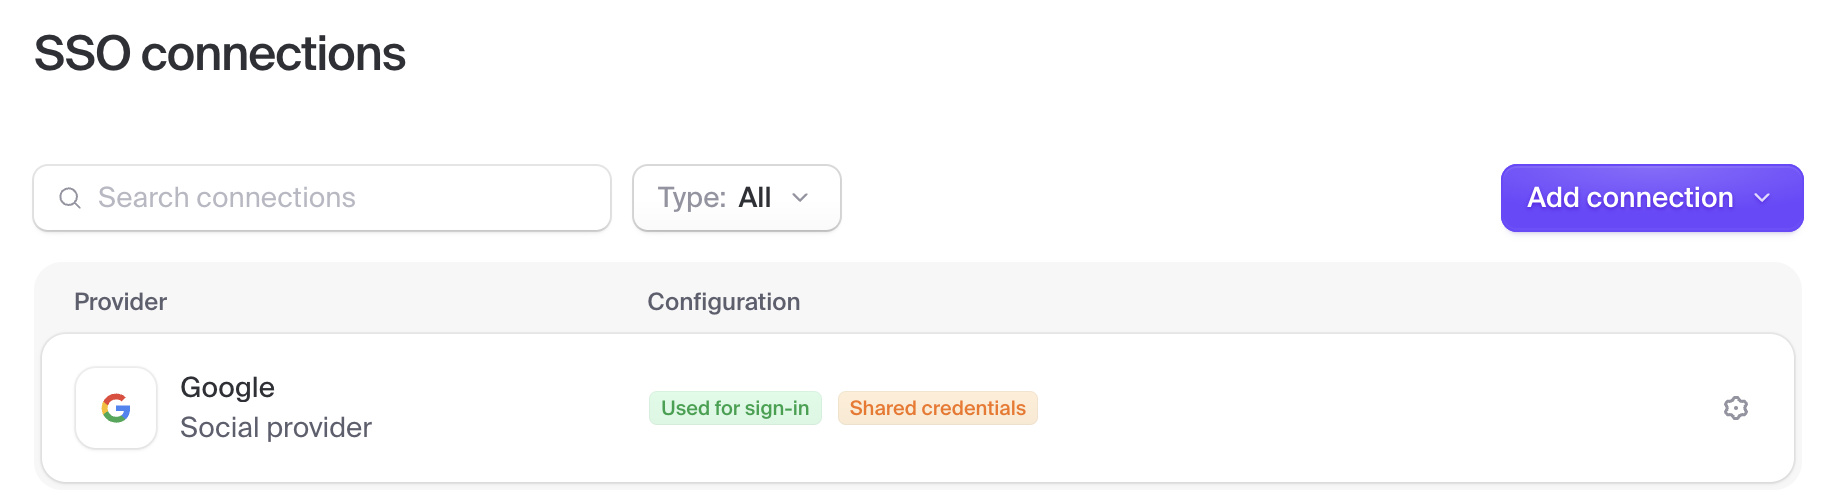 SSO connections
Search connections
Type: All
Add connection
Provider Configuration
Google
Social provider
Used for sign-in Shared credentials